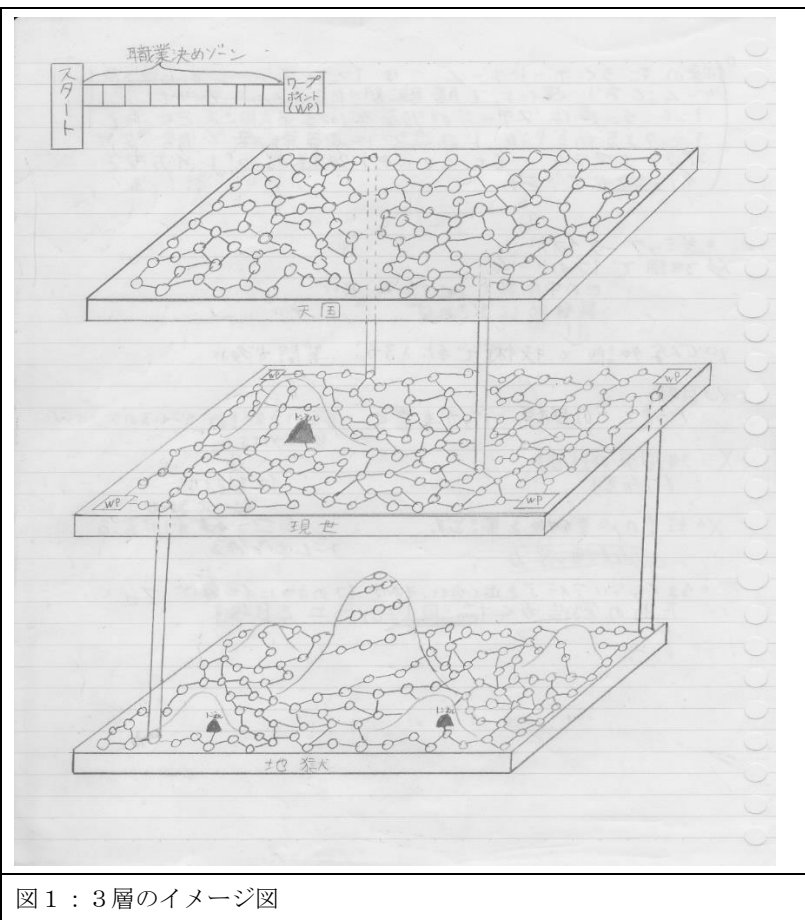 職業決めゾーン
スタート
ワープ
ポイント
(WP)
天国
WP
WP
トンネル
WP
WP
現世
トンネル
トンネル
地獄
図1:3層のイメージ図